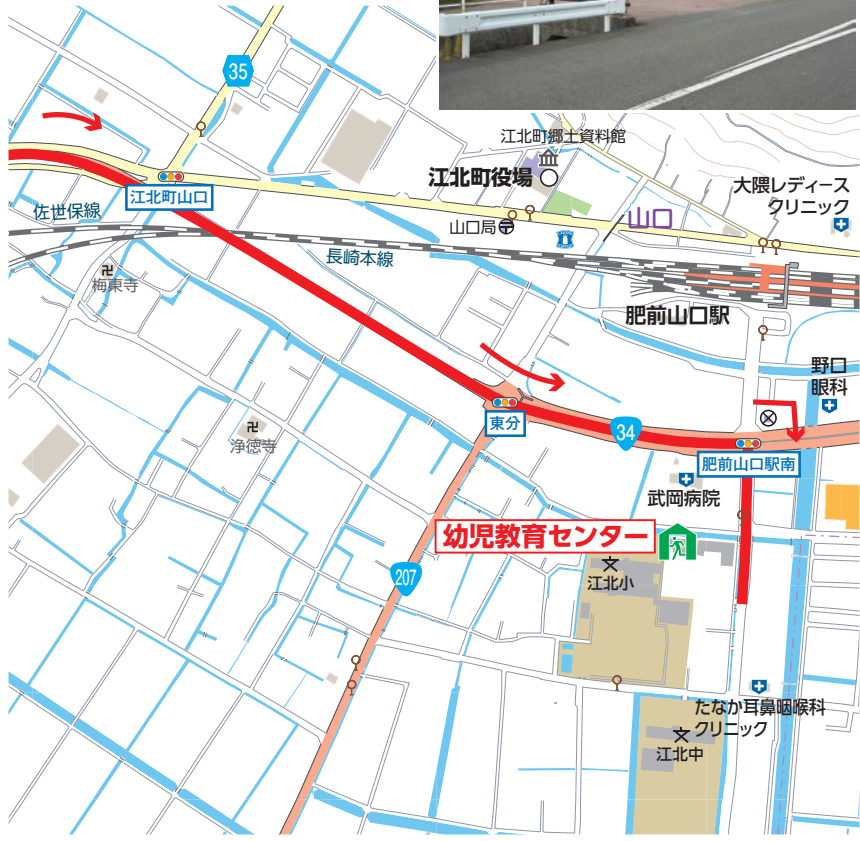 35
江北町郷土資料館
江北町役場
大隈レディース
クリニック
江北町山口
佐世保線
山口局
山口
長崎本線
梅東寺
肥前山口駅
野口
眼科
東分
34
浄徳寺
肥前山口駅南
武岡病院
幼児教育センター
207
江北小
たなか耳鼻咽喉科
クリニック
江北中